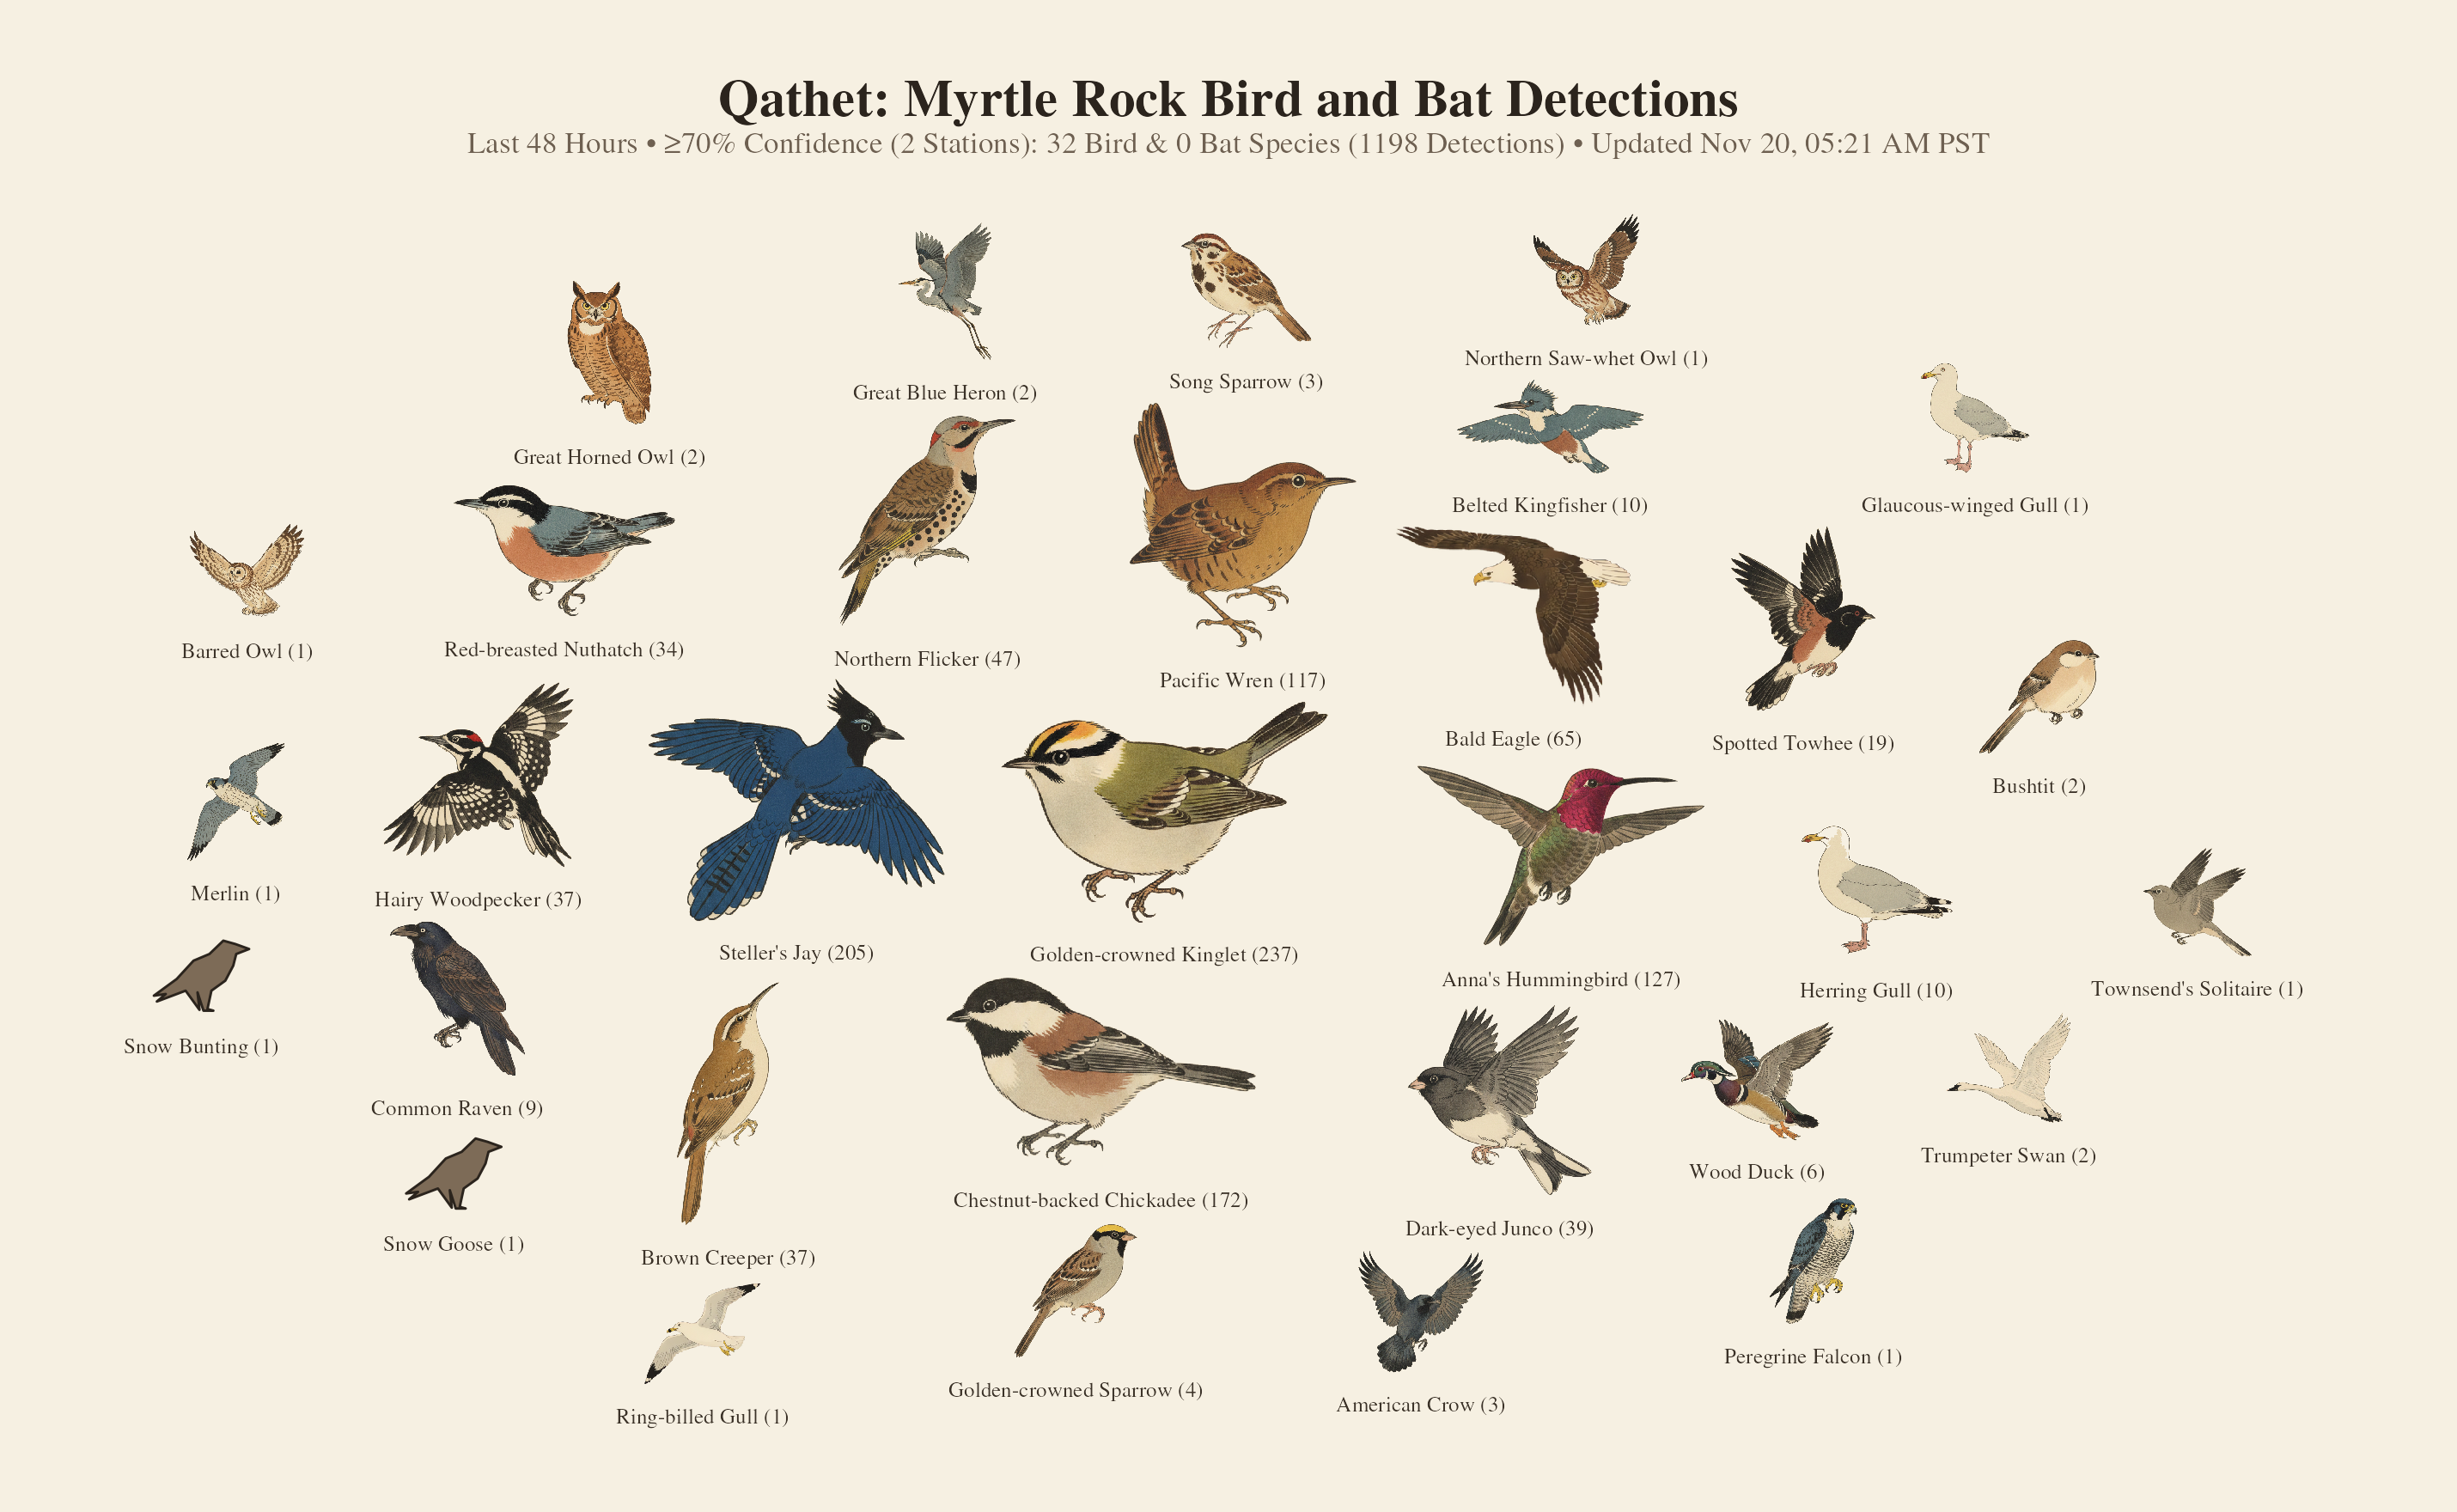 Qathet: Myrtle Rock Bird and Bat Detections
Last 48 Hours • ≥70% Confidence (2 Stations): 32 Bird & 0 Bat Species (1198 Detections) • Updated Nov 20, 05:21 AM PST
Northern Saw-whet Owl (1)
Song Sparrow (3)
Great Blue Heron (2)
Great Horned Owl (2)
Belted Kingfisher (10)
Glaucous-winged Gull (1)
Barred Owl (1)
Red-breasted Nuthatch (34)
Northern Flicker (47)
Pacific Wren (117)
Bald Eagle (65)
Spotted Towhee (19)
Bushtit (2)
Merlin (1)
Hairy Woodpecker (37)
Steller's Jay (205)
Golden-crowned Kinglet (237)
Anna's Hummingbird (127)
Herring Gull (10)
Townsend's Solitaire (1)
Snow Bunting (1)
Common Raven (9)
Trumpeter Swan (2)
Wood Duck (6)
Chestnut-backed Chickadee (172)
Dark-eyed Junco (39)
Snow Goose (1)
Brown Creeper (37)
Peregrine Falcon (1)
Golden-crowned Sparrow (4)
American Crow (3)
Ring-billed Gull (1)